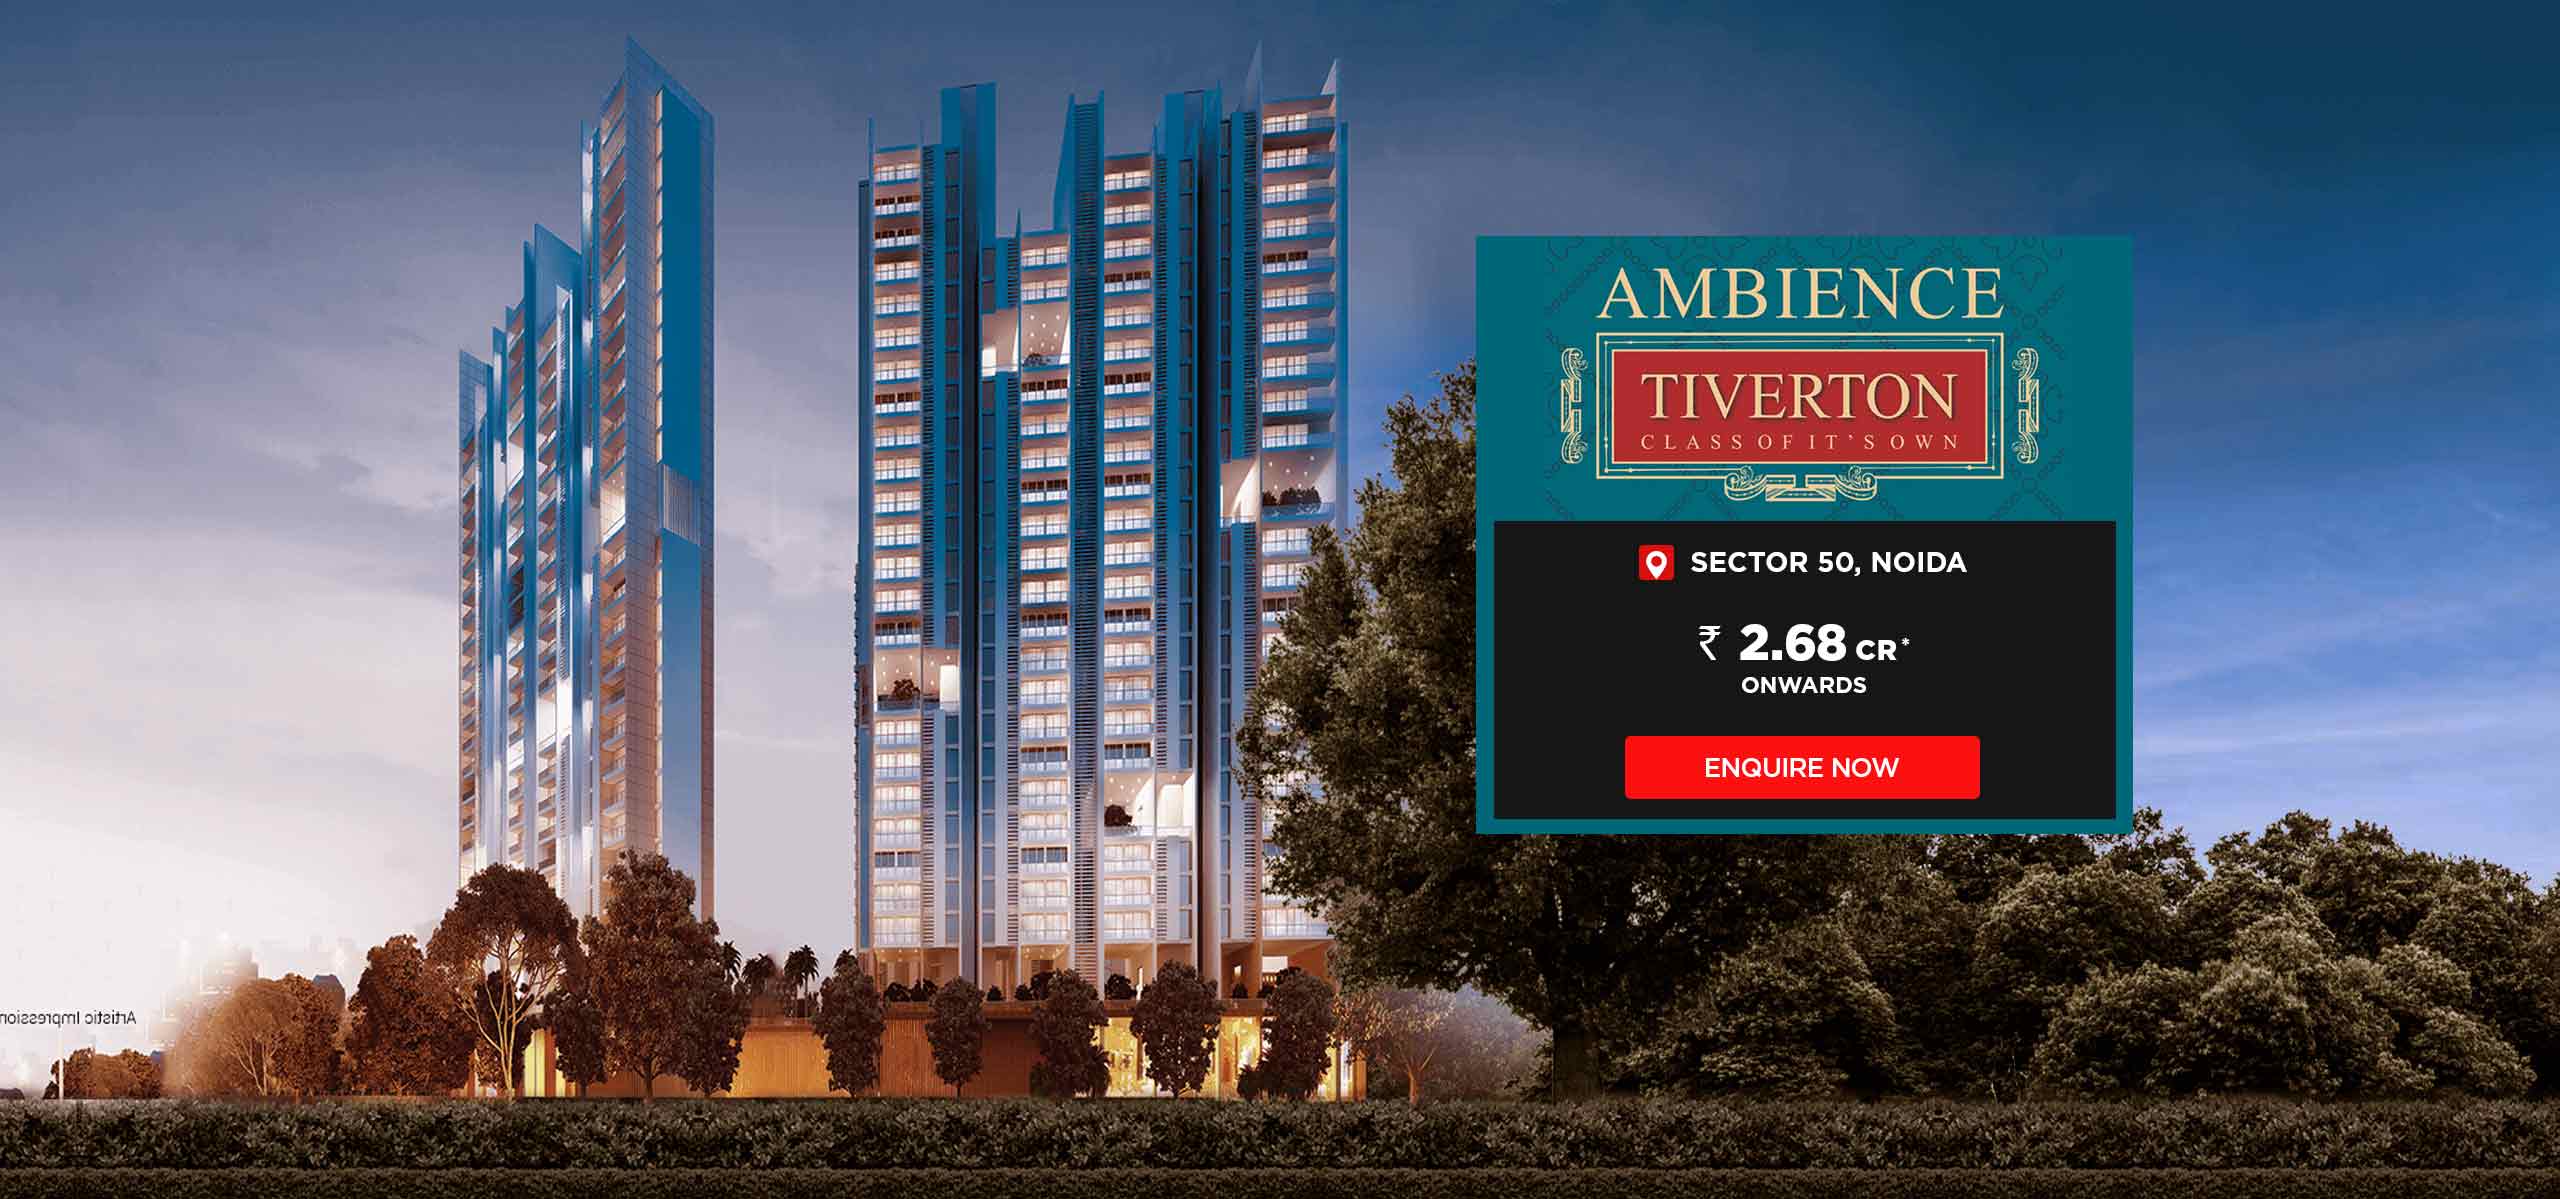 AMBIENCE
TIVERTON
CLASS OF IT'S OWN
SECTOR 50, NOIDA
₹ 2.68 CR*
ONWARDS
ENQUIRE NOW
Artistic Impression